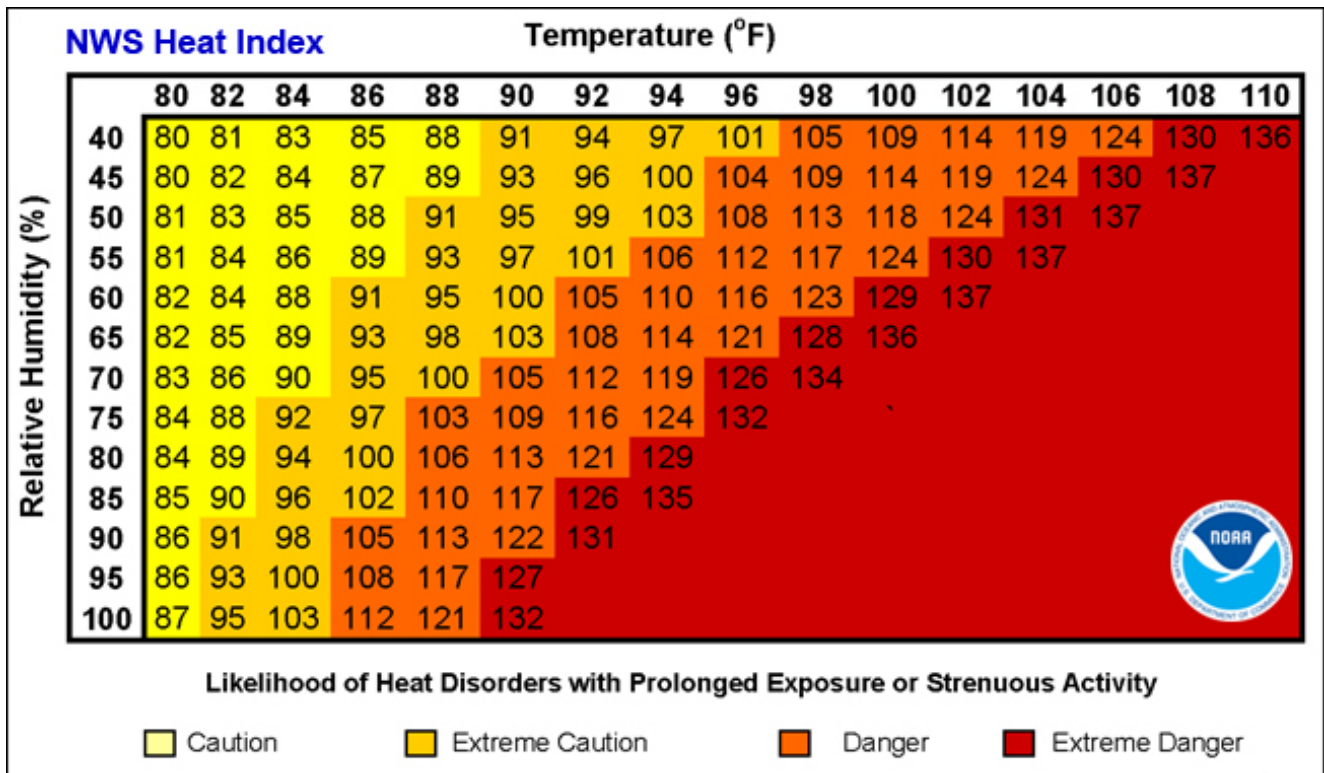 NWS Heat Index
Temperature (°F)
80 82 84 86 88 90 92 94 96 98 100 102 104 106 108 110
Relative Humidity (%)
40 80 81 83 85 88 91 94 97 101 105 109 114 119 124 130 136
45 80 82 84 87 89 93 96 100 104 109 114 119 124 130 137
50 81 83 85 88 91 95 99 103 108 113 118 124 131 137
55 81 84 86 89 93 97 101 106 112 117 124 130 137
60 82 84 88 91 95 100 105 110 116 123 129 137
65 82 85 89 93 98 103 108 114 121 128 136
70 83 86 90 95 100 105 112 119 126 134
75 84 88 92 97 103 109 116 124 132
80 84 89 94 100 106 113 121 129
85 85 90 96 102 110 117 126 135
90 86 91 98 105 113 122 131
95 86 93 100 108 117 127
100 87 95 103 112 121 132
NATIONAL OCEANIC AND ATMOSPHERIC ADMINISTRATION
NOAA
U.S. DEPARTMENT OF COMMERCE
Likelihood of Heat Disorders with Prolonged Exposure or Strenuous Activity
Caution Extreme Caution Danger Extreme Danger